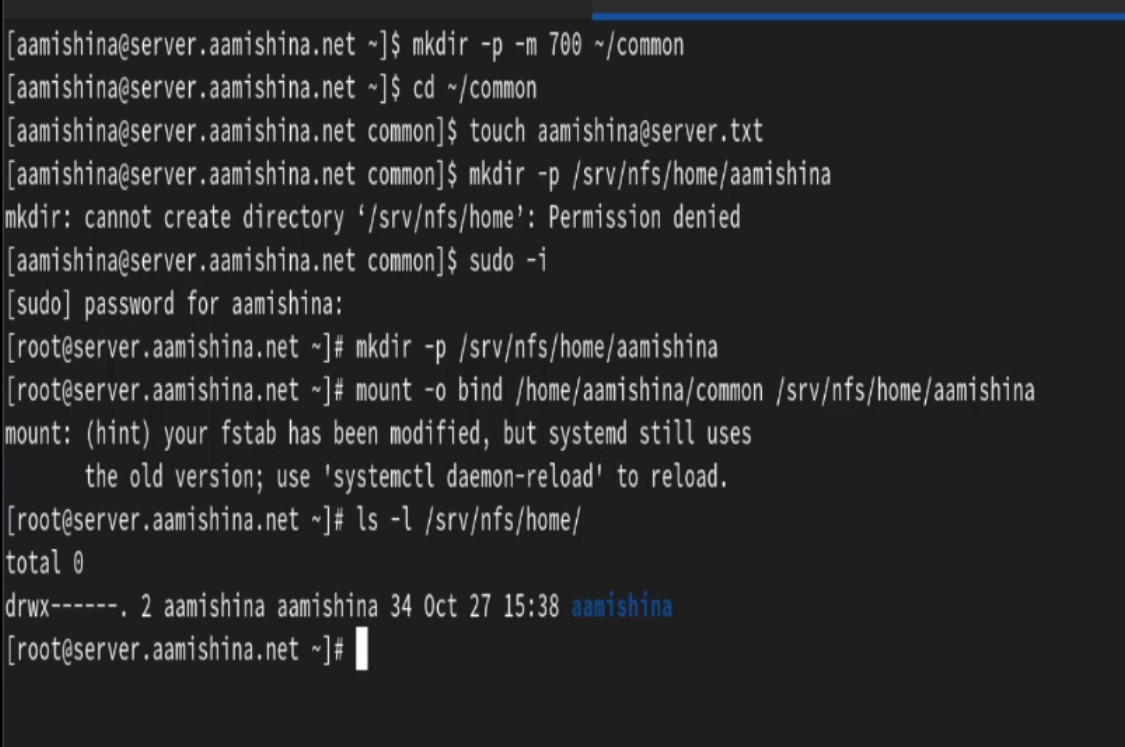 [aamishina@server.aamishina.net ~]$ mkdir -p -m 700 ~/common
[aamishina@server.aamishina.net ~]$ cd ~/common
[aamishina@server.aamishina.net common]$ touch aamishina@server.txt
[aamishina@server.aamishina.net common]$ mkdir -p /srv/nfs/home/aamishina
mkdir: cannot create directory ‘/srv/nfs/home’: Permission denied
[aamishina@server.aamishina.net common]$ sudo -i
[sudo] password for aamishina:
[root@server.aamishina.net ~]# mkdir -p /srv/nfs/home/aamishina
[root@server.aamishina.net ~]# mount -o bind /home/aamishina/common /srv/nfs/home/aamishina
mount: (hint) your fstab has been modified, but systemd still uses
       the old version; use 'systemctl daemon-reload' to reload.
[root@server.aamishina.net ~]# ls -l /srv/nfs/home/
total 0
drwx------. 2 aamishina aamishina 34 Oct 27 15:38 aamishina
[root@server.aamishina.net ~]#